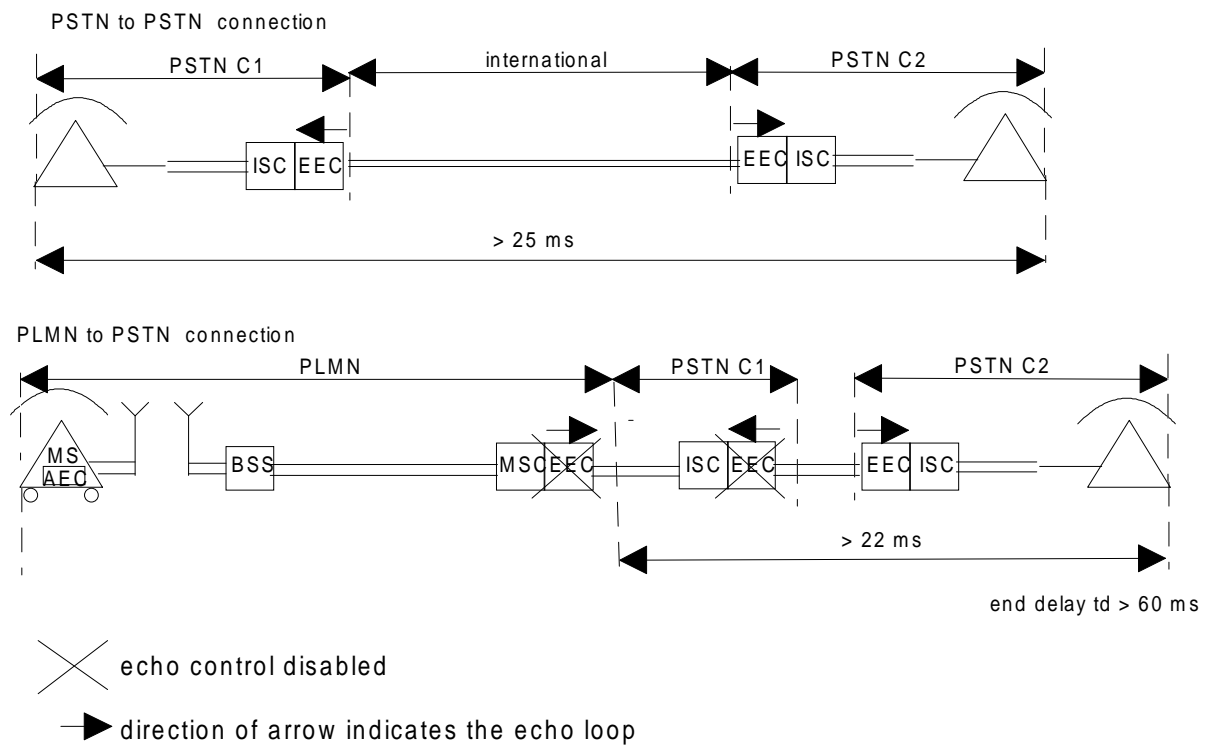 PSTN to PSTN connection
PSTN C1
international
PSTN C2
ISC
EEC
EEC
ISC
> 25 ms
PLMN to PSTN connection
PLMN
PSTN C1
PSTN C2
MS
AEC
BSS
MSC
EEC
ISC
EEC
EEC
ISC
> 22 ms
end delay td > 60 ms
echo control disabled
direction of arrow indicates the echo loop